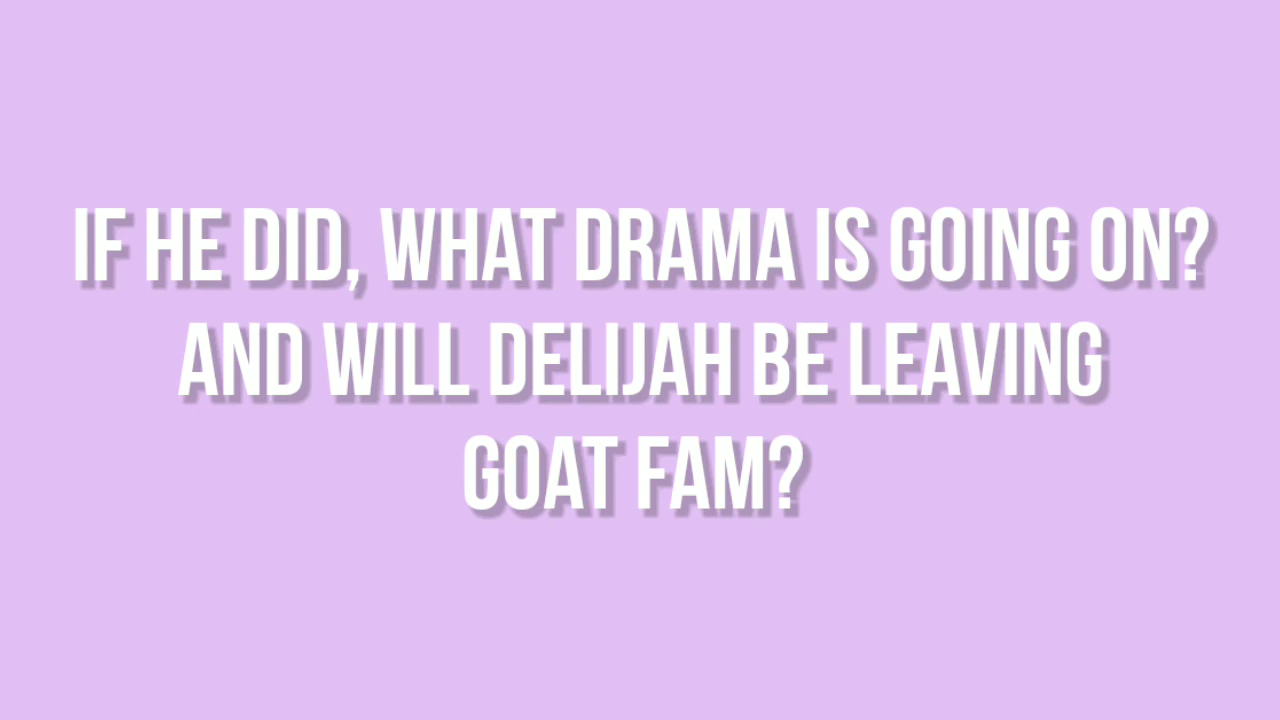 IF HE DID, WHAT DRAMA IS GOING ON?
AND WILL DELIJAH BE LEAVING
GOAT FAM?